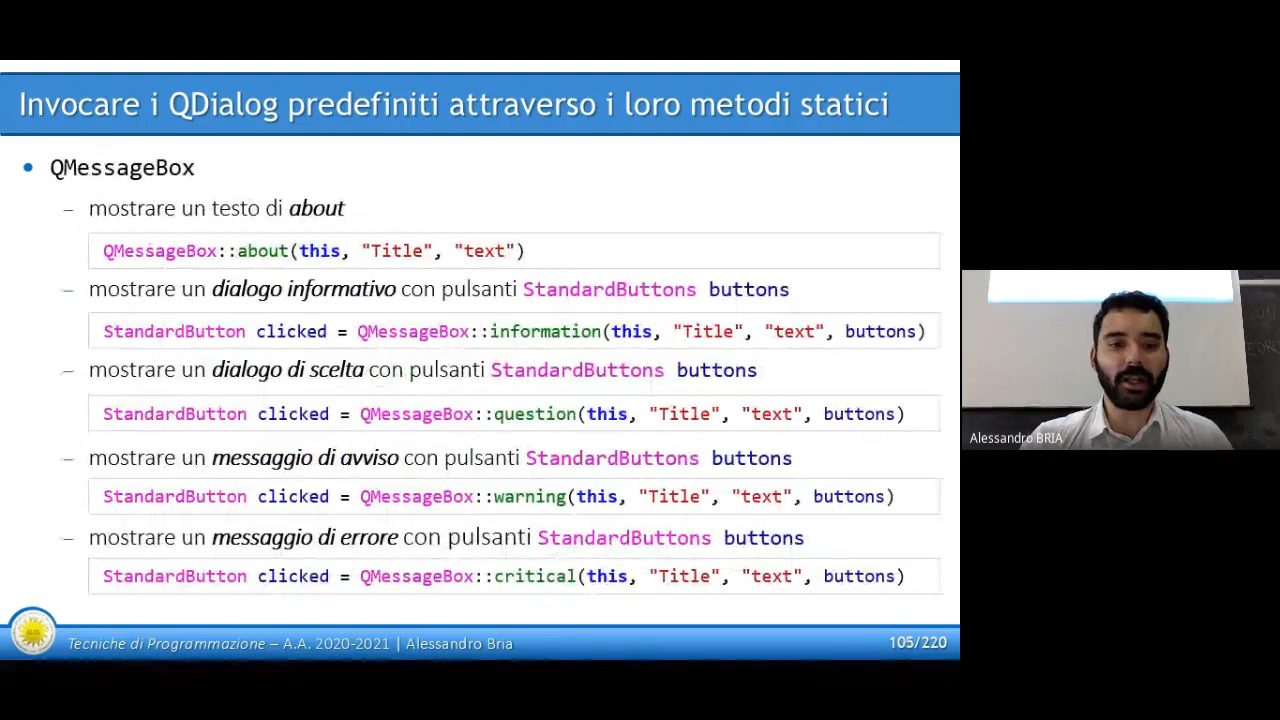 Invocare i QDialog predefiniti attraverso i loro metodi statici
• QMessageBox
– mostrare un testo di about
QMessageBox::about(this, "Title", "text")
– mostrare un dialogo informativo con pulsanti StandardButtons buttons
StandardButton clicked = QMessageBox::information(this, "Title", "text", buttons)
– mostrare un dialogo di scelta con pulsanti StandardButtons buttons
StandardButton clicked = QMessageBox::question(this, "Title", "text", buttons)
– mostrare un messaggio di avviso con pulsanti StandardButtons buttons
StandardButton clicked = QMessageBox::warning(this, "Title", "text", buttons)
– mostrare un messaggio di errore con pulsanti StandardButtons buttons
StandardButton clicked = QMessageBox::critical(this, "Title", "text", buttons)
Tecniche di Programmazione – A.A. 2020-2021 | Alessandro Bria
105/220
Alessandro BRIA